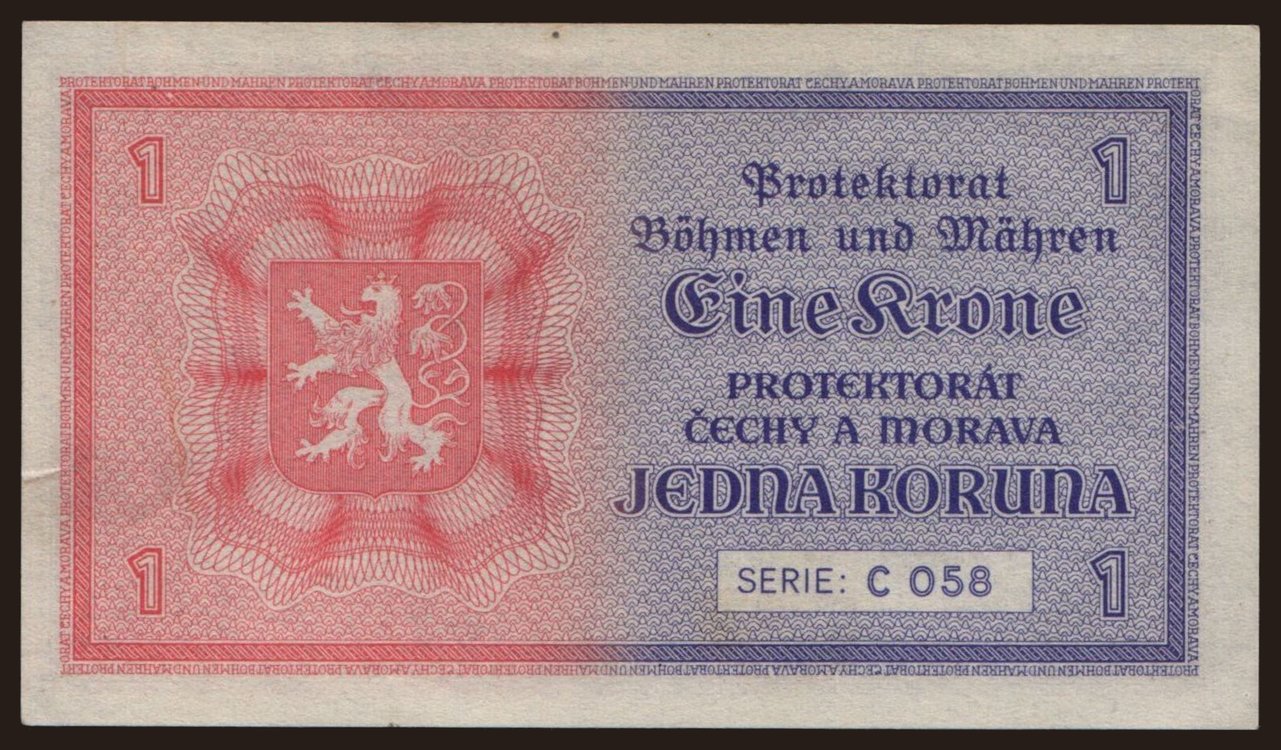 PROTEKTORAT BÖHMEN UND MÄHREN PROTEKTORÁT ČECHY A MORAVA PROTEKTORAT BÖHMEN UND MÄHREN PROTEKTORÁT ČECHY A MORAVA PROTEKTORAT BÖHMEN UND MÄHREN PROTEKT
1
1
Protektorat
Böhmen und Mähren
Eine Krone
PROTEKTORÁT
ČECHY A MORAVA
JEDNA KORUNA
SERIE: C 058
1
1